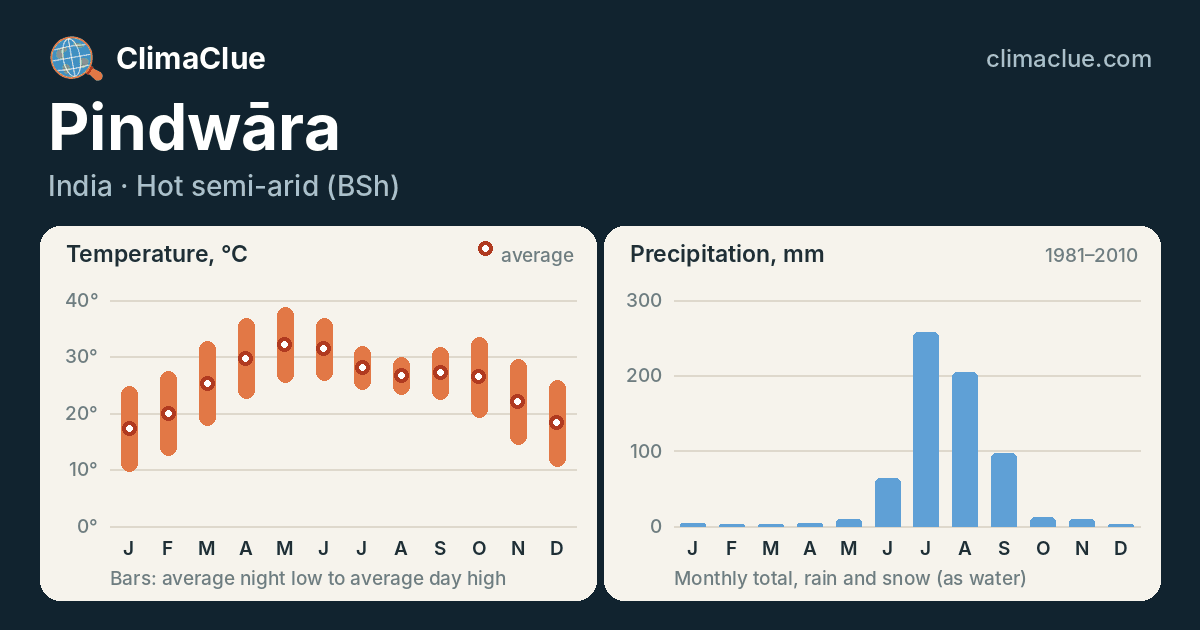 ClimaClue
climaclue.com
Pindwāra
India · Hot semi-arid (BSh)
Temperature, °C
average
40°
30°
20°
10°
0°
J F M A M J J A S O N D
Bars: average night low to average day high
Precipitation, mm
1981–2010
300
200
100
0
J F M A M J J A S O N D
Monthly total, rain and snow (as water)